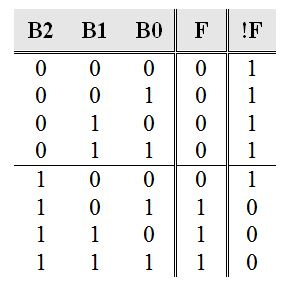 B2 B1 B0 F !F
0 0 0 0 1
0 0 1 0 1
0 1 0 0 1
0 1 1 0 1
1 0 0 0 1
1 0 1 1 0
1 1 0 1 0
1 1 1 1 0